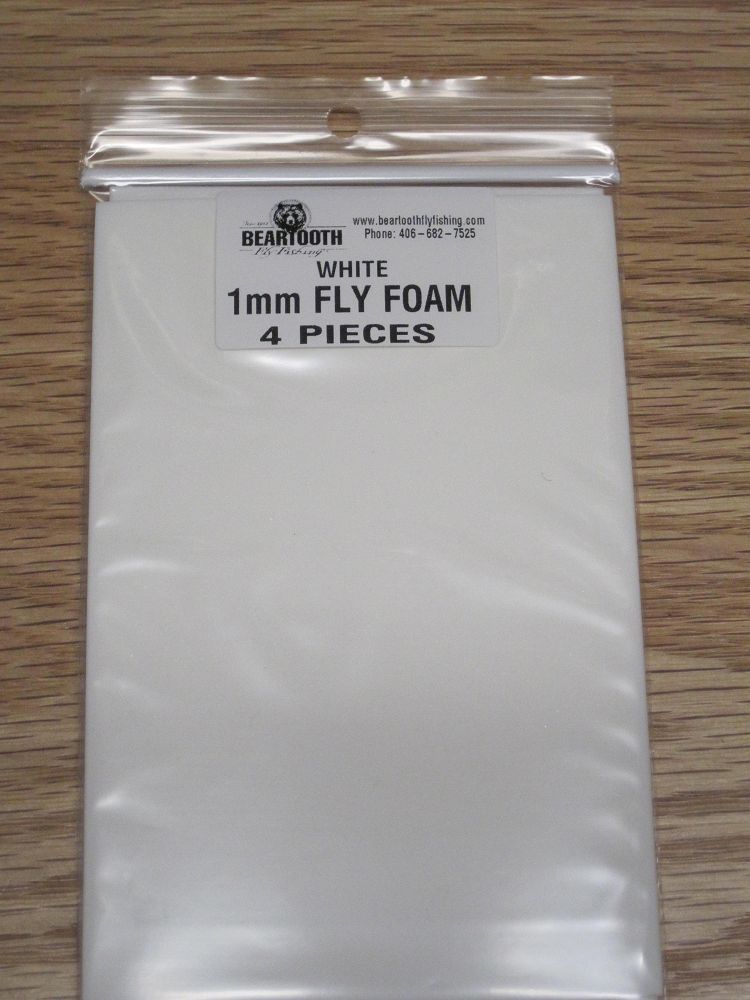 www.beartoothflyfishing.com
Phone: 406-682-7525
BEARTOOTH
Fly Fishing
WHITE
1mm FLY FOAM
4 PIECES